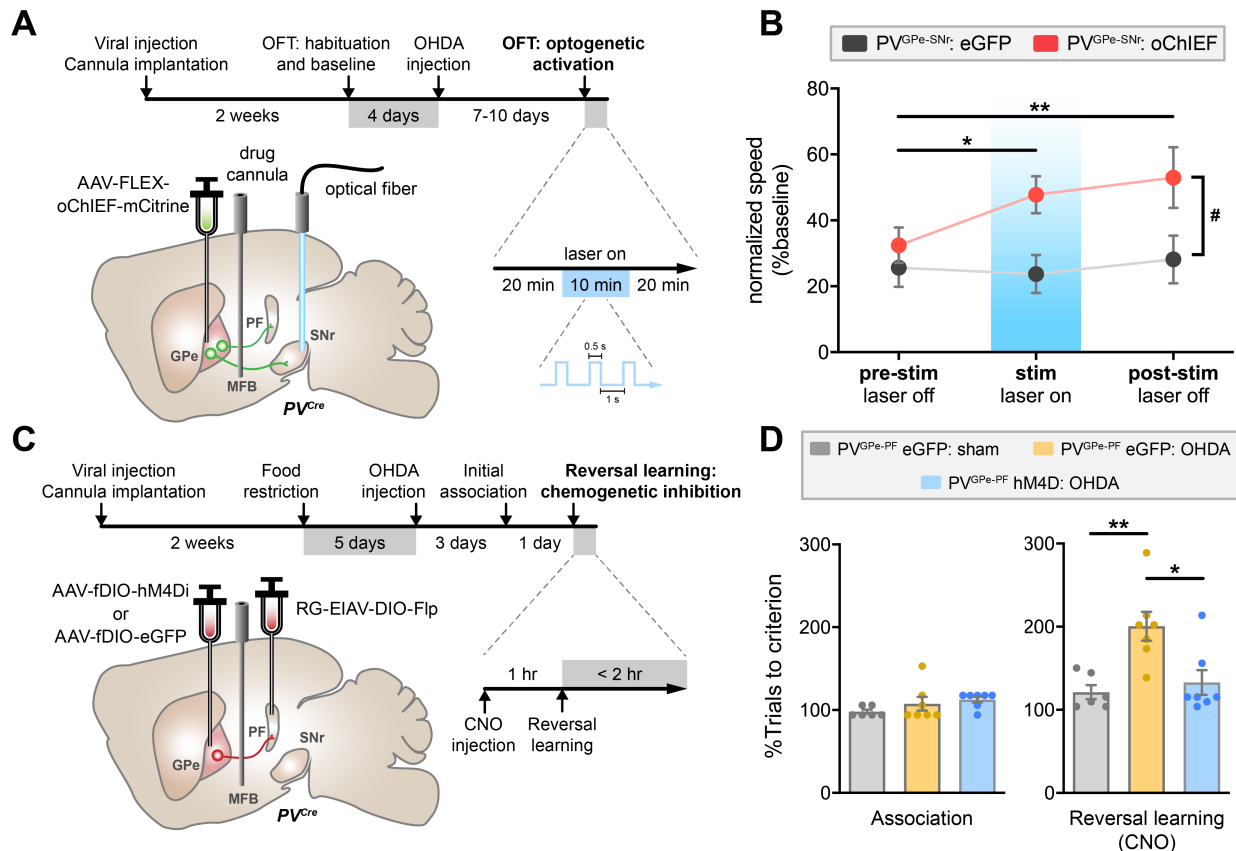 A
Viral injection
Cannula implantation
OFT: habituation
and baseline
OHDA
injection
OFT: optogenetic
activation
2 weeks
4 days
7-10 days
AAV-FLEX-
oChIEF-mCitrine
drug
cannula
optical fiber
GPe
PF
SNr
MFB
PV^Cre
laser on
20 min
10 min
20 min
0.5 s
1 s
B
PV^GPe-SNr: eGFP
PV^GPe-SNr: oChIEF
normalized speed
(%baseline)
80
60
40
20
0
**
*
#
pre-stim
laser off
stim
laser on
post-stim
laser off
C
Viral injection
Cannula implantation
Food
restriction
OHDA
injection
Initial
association
Reversal learning:
chemogenetic inhibition
2 weeks
5 days
3 days
1 day
AAV-fDIO-hM4Di
or
AAV-fDIO-eGFP
RG-EIAV-DIO-Flp
GPe
PF
SNr
MFB
PV^Cre
1 hr
< 2 hr
CNO
injection
Reversal
learning
D
PV^GPe-PF eGFP: sham
PV^GPe-PF eGFP: OHDA
PV^GPe-PF hM4D: OHDA
%Trials to criterion
300
200
100
0
Association
300
200
100
0
**
*
Reversal learning
(CNO)